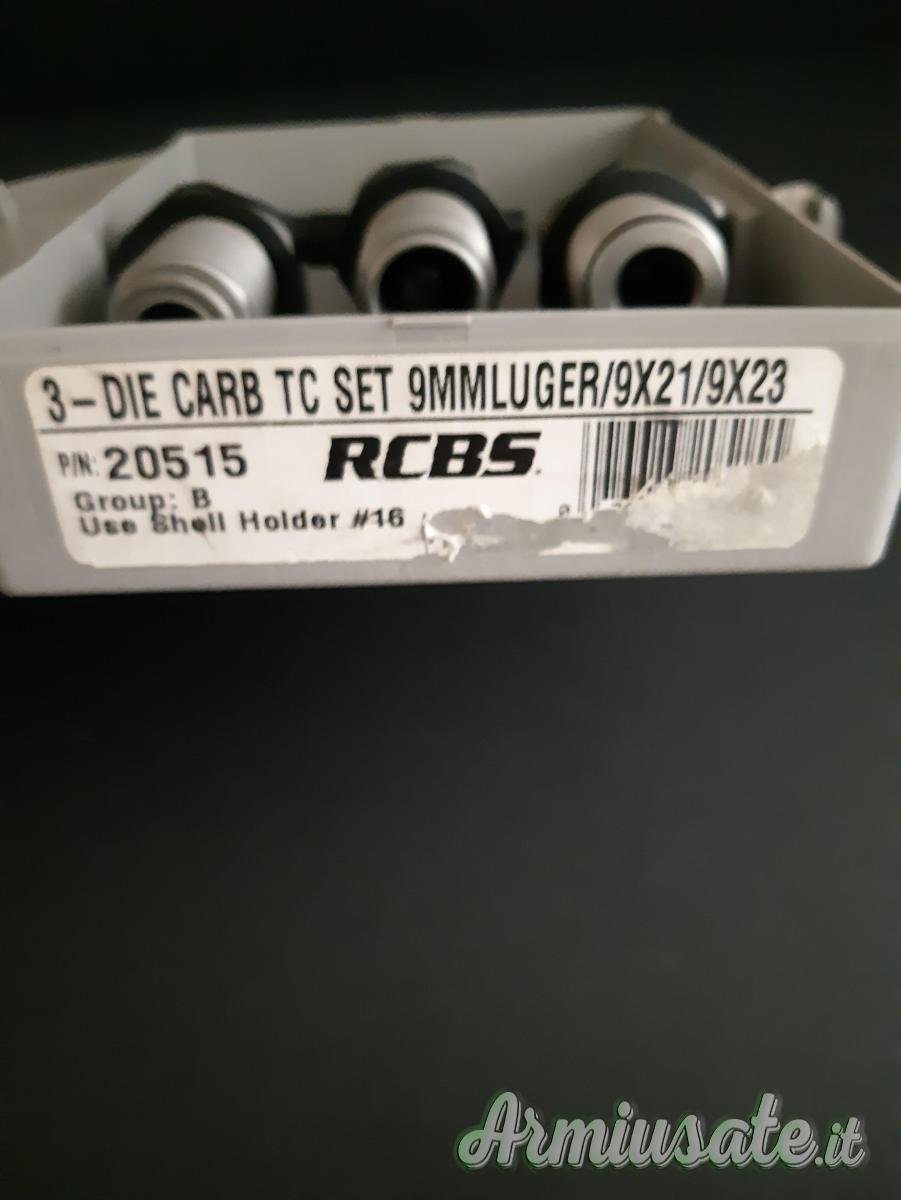 3-DIE CARB TC SET 9MMLUGER/9X21/9X23
P/N: 20515 RCBS.
Group: B
Use Shell Holder #16
Armiusate.it